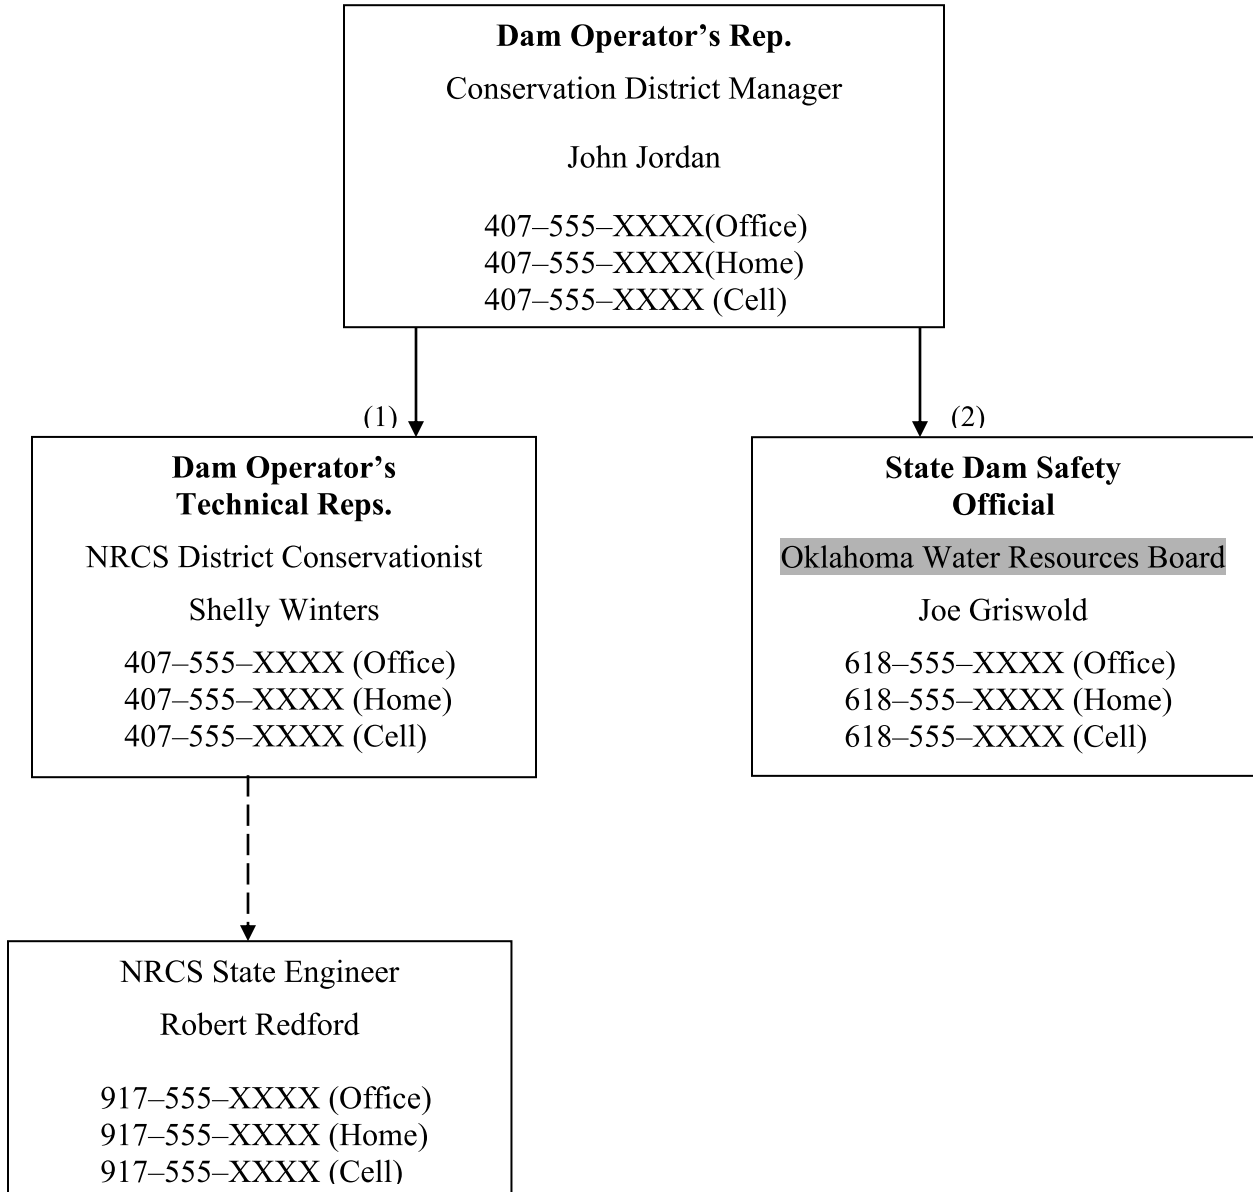 Dam Operator’s Rep.
Conservation District Manager
John Jordan
407–555–XXXX(Office)
407–555–XXXX(Home)
407–555–XXXX (Cell)
(1)
(2)
Dam Operator’s
Technical Reps.
NRCS District Conservationist
Shelly Winters
407–555–XXXX (Office)
407–555–XXXX (Home)
407–555–XXXX (Cell)
State Dam Safety
Official
Oklahoma Water Resources Board
Joe Griswold
618–555–XXXX (Office)
618–555–XXXX (Home)
618–555–XXXX (Cell)
NRCS State Engineer
Robert Redford
917–555–XXXX (Office)
917–555–XXXX (Home)
917–555–XXXX (Cell)